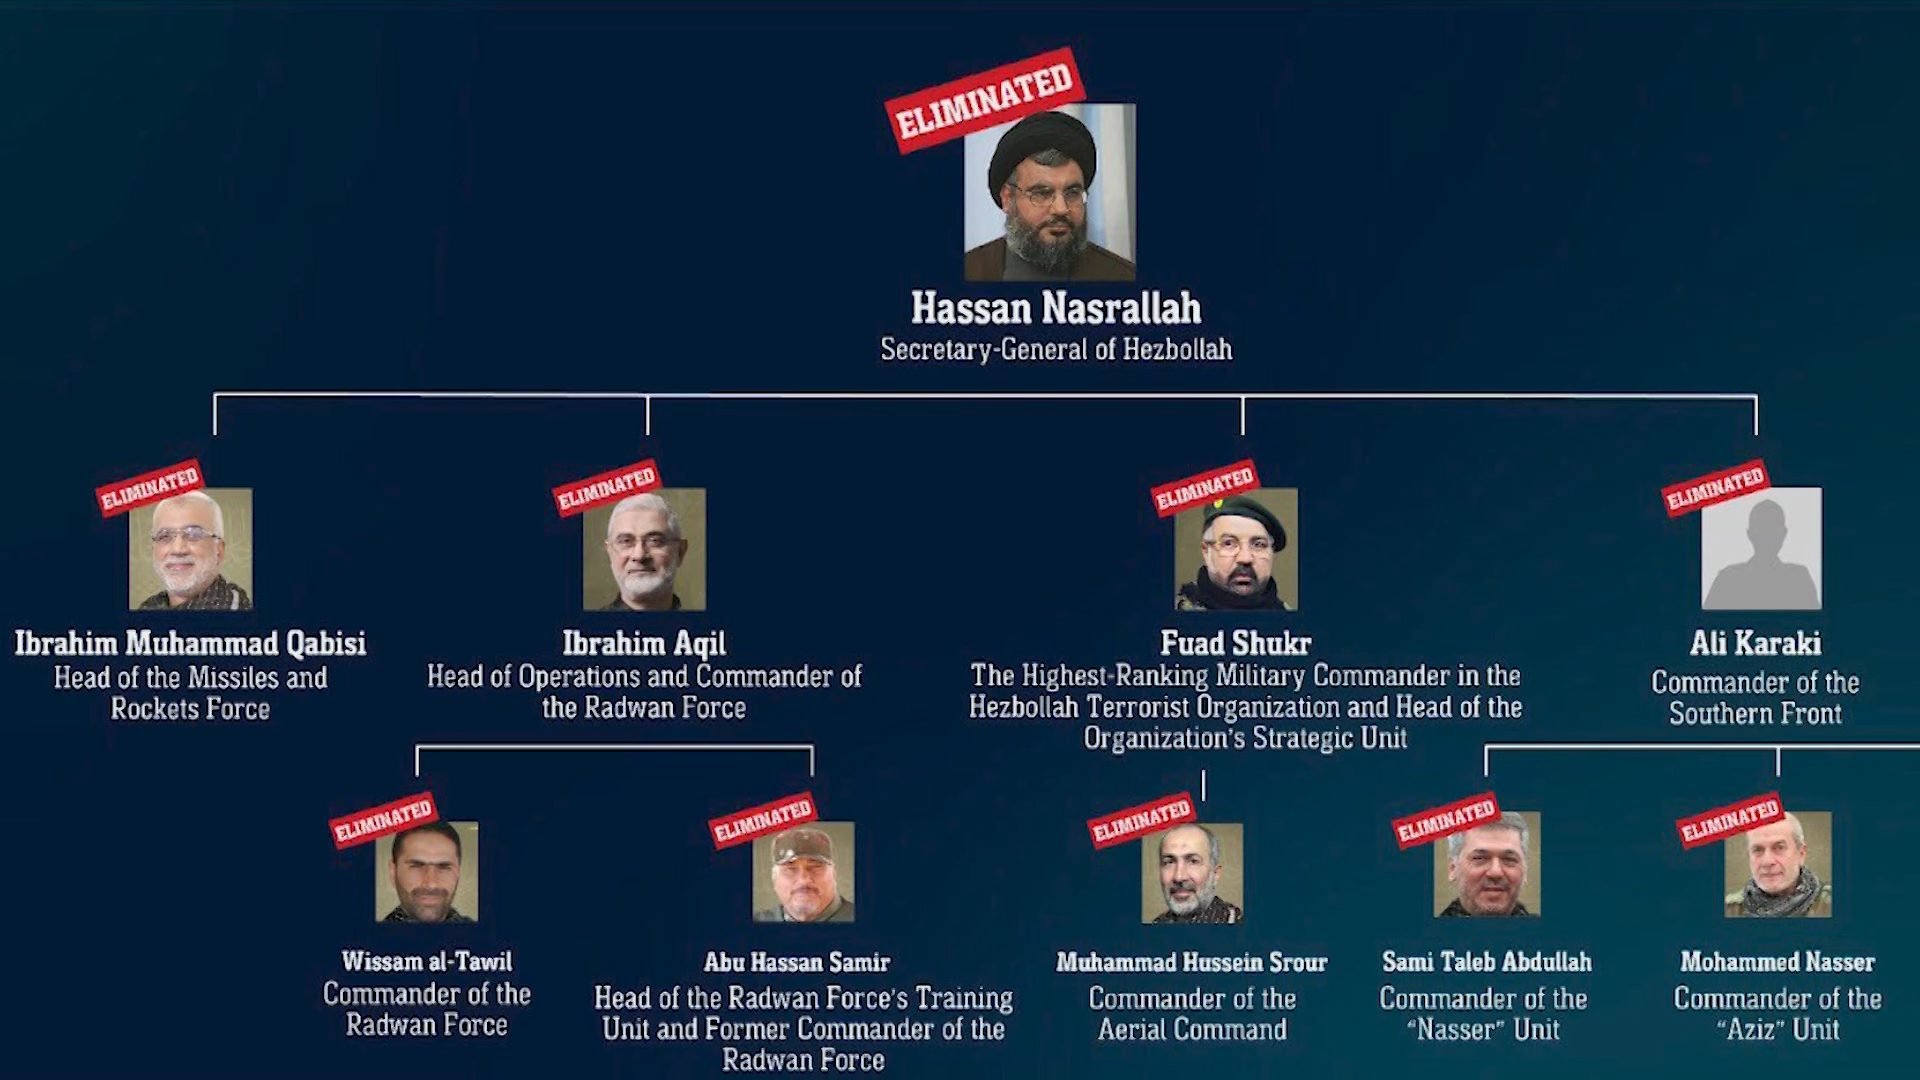 ELIMINATED
Hassan Nasrallah
Secretary-General of Hezbollah
ELIMINATED
Ibrahim Muhammad Qabisi
Head of the Missiles and
Rockets Force
ELIMINATED
Ibrahim Aqil
Head of Operations and Commander of
the Radwan Force
ELIMINATED
Fuad Shukr
The Highest-Ranking Military Commander in the
Hezbollah Terrorist Organization and Head of the
Organization's Strategic Unit
ELIMINATED
Ali Karaki
Commander of the
Southern Front
ELIMINATED
Wissam al-Tawil
Commander of the
Radwan Force
ELIMINATED
Abu Hassan Samir
Head of the Radwan Force's Training
Unit and Former Commander of the
Radwan Force
ELIMINATED
Muhammad Hussein Srour
Commander of the
Aerial Command
ELIMINATED
Sami Taleb Abdullah
Commander of the
“Nasser” Unit
ELIMINATED
Mohammed Nasser
Commander of the
“Aziz” Unit